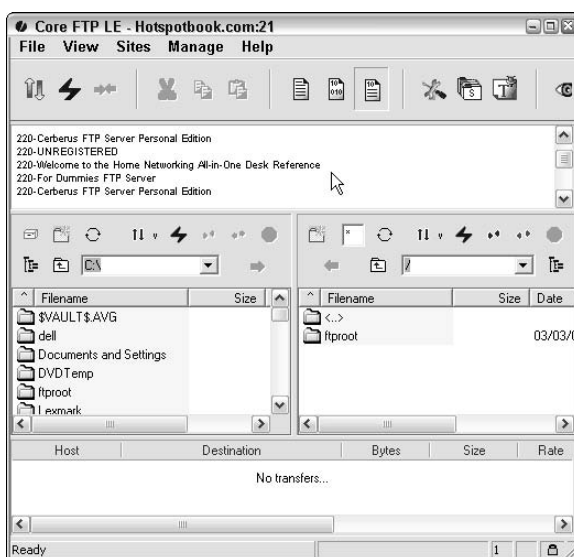 Core FTP LE - Hotspotbook.com:21
File View Sites Manage Help
220-Cerberus FTP Server Personal Edition
220-UNREGISTERED
220-Welcome to the Home Networking All-in-One Desk Reference
220-For Dummies FTP Server
220-Cerberus FTP Server Personal Edition
C:\
/
^ Filename Size
$VAULT$.AVG
dell
Documents and Settings
DVDTemp
ftproot
Lexmark
^ Filename Size Date
<..>
ftproot 03/03/0
Host Destination Bytes Size Rate
No transfers...
Ready 1